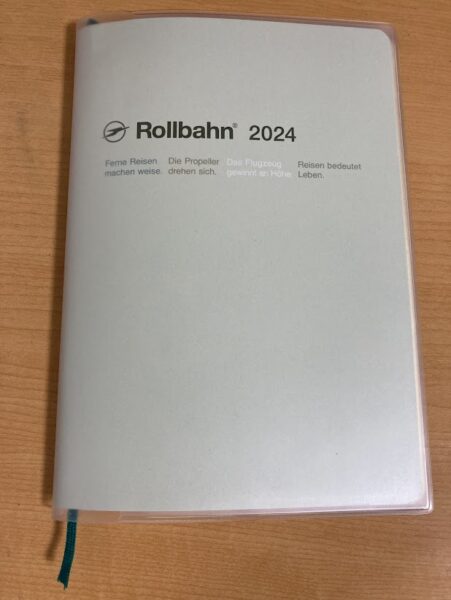 Rollbahn® 2024
Ferne Reisen machen weise.
Die Propeller drehen sich.
Das Flugzeug gewinnt an Höhe.
Reisen bedeutet Leben.